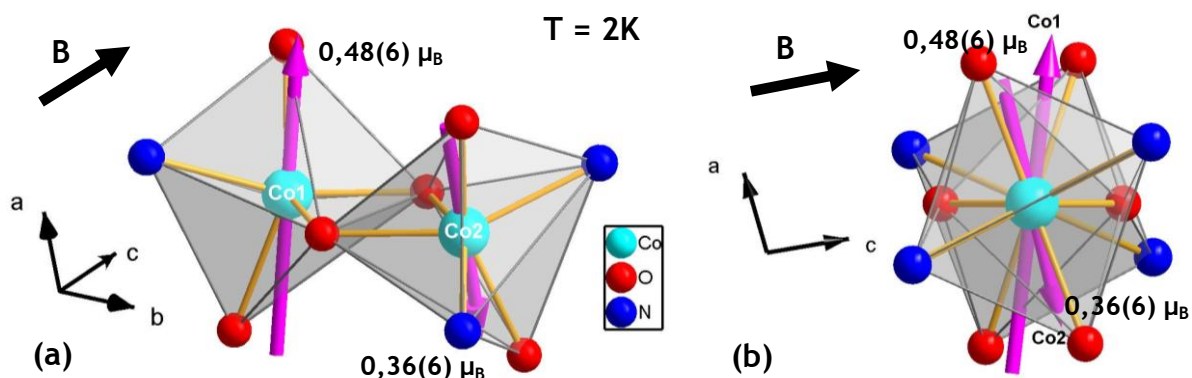 B
0,48(6) μB
T = 2K
Co1
Co2
a
c
b
Co
O
N
(a)
0,36(6) μB
B
Co1
0,48(6) μB
a
c
0,36(6) μB
Co2
(b)